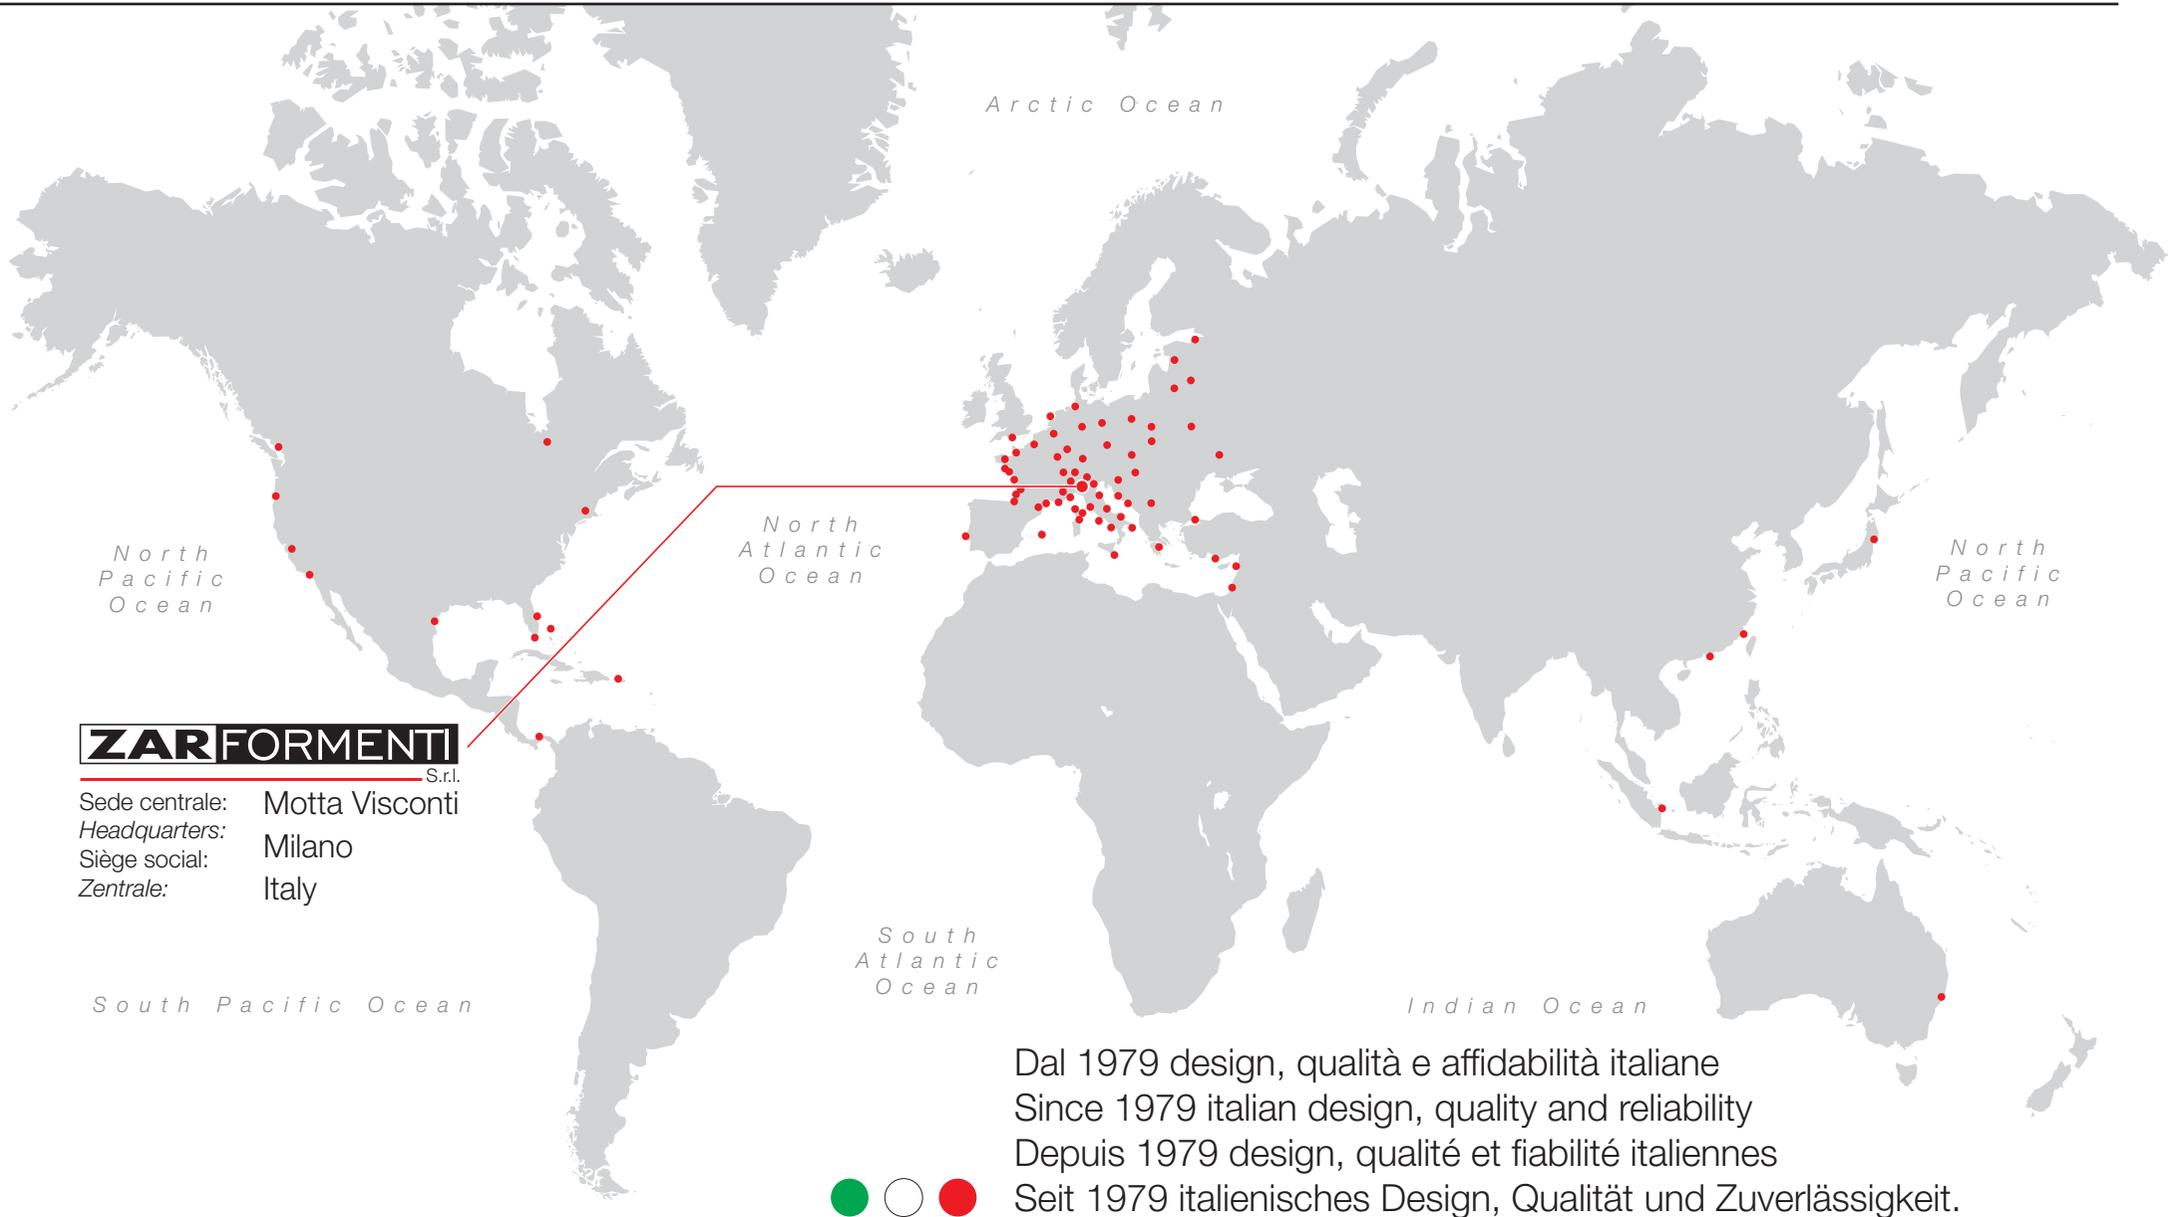 Arctic Ocean
North
Atlantic
Ocean
North
Pacific
Ocean
North
Pacific
Ocean
ZARFORMENTI
S.r.l.
Sede centrale:
Headquarters:
Siège social:
Zentrale:
Motta Visconti
Milano
Italy
South
Atlantic
Ocean
South Pacific Ocean
Indian Ocean
Dal 1979 design, qualità e affidabilità italiane
Since 1979 italian design, quality and reliability
Depuis 1979 design, qualité et fiabilité italiennes
Seit 1979 italienisches Design, Qualität und Zuverlässigkeit.